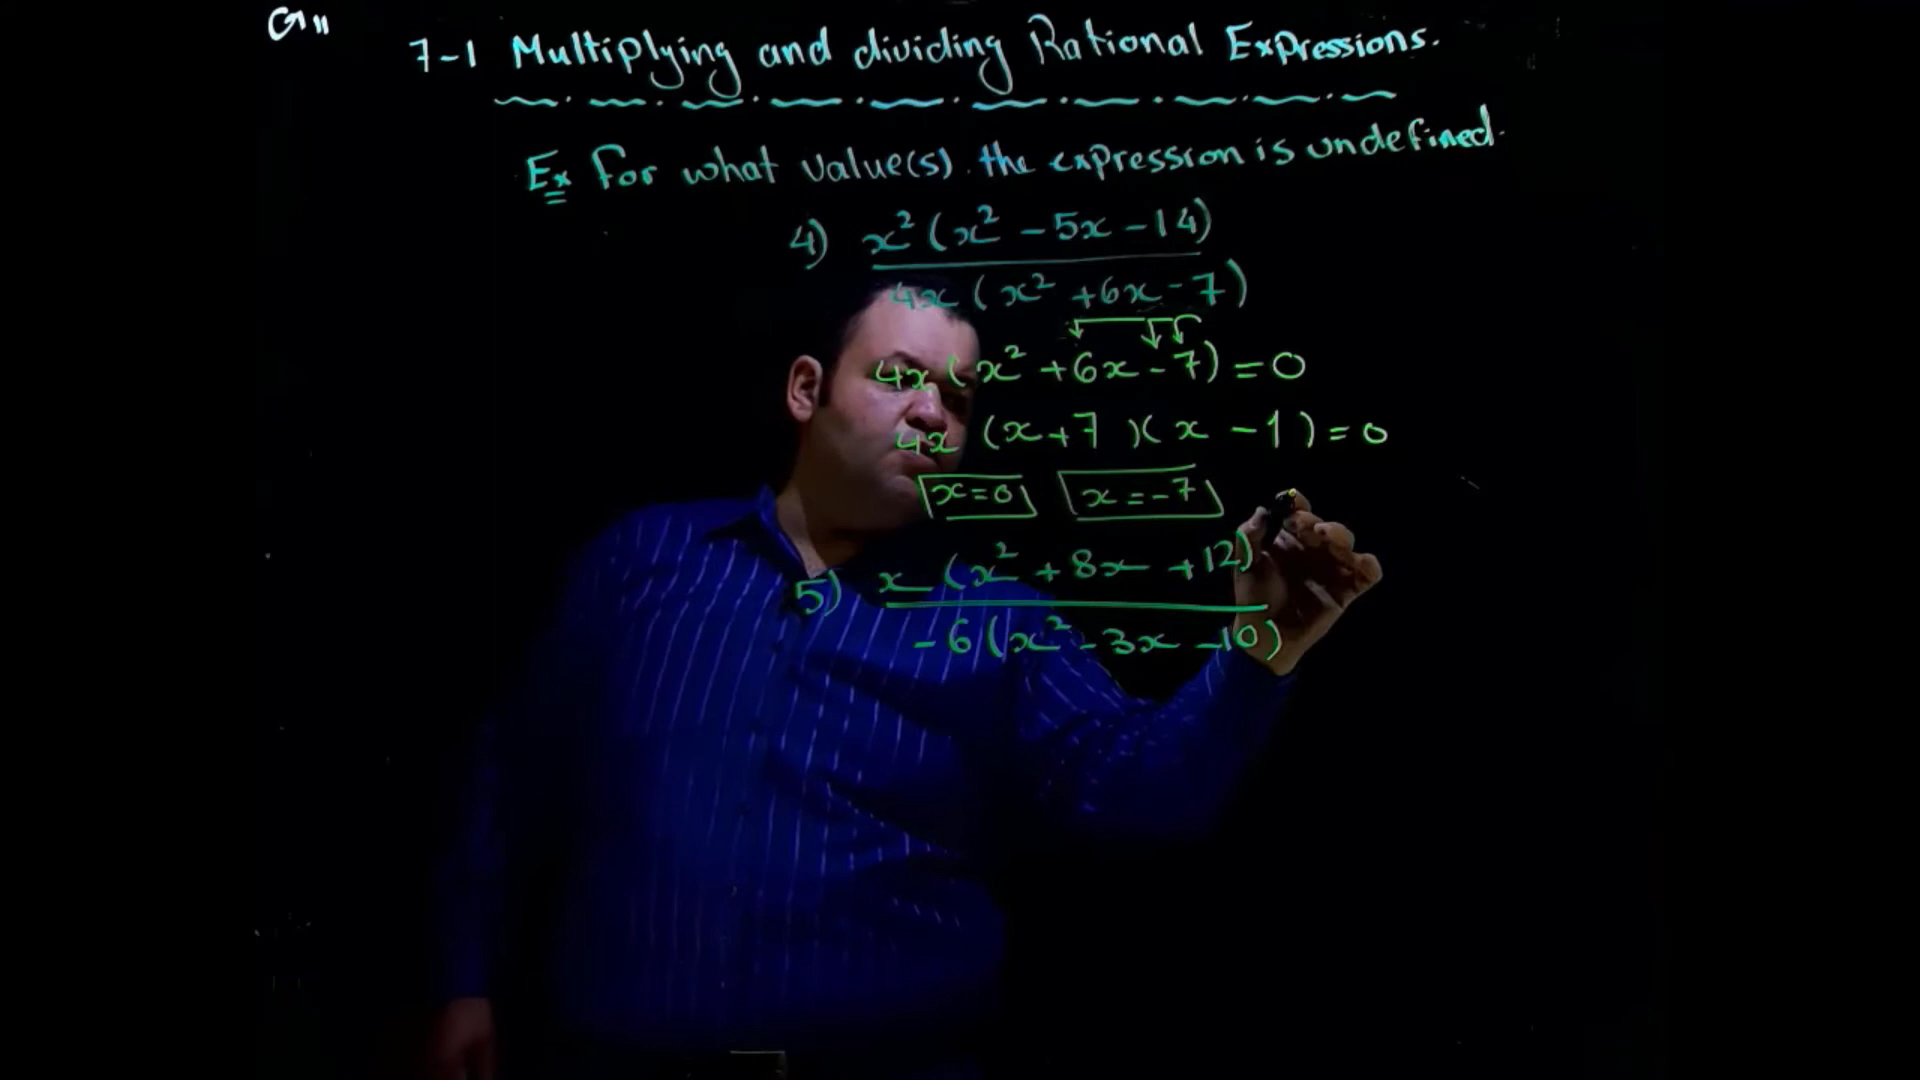 G11
7-1 Multiplying and dividing Rational Expressions.
Ex For what value(s). the expression is undefined.
4) x² (x² - 5x - 14)
4x (x² + 6x - 7)
4x (x² + 6x - 7) = 0
4x (x + 7)(x - 1) = 0
x = 0 x = -7
5) x (x² + 8x + 12)
-6 (x² - 3x - 10)